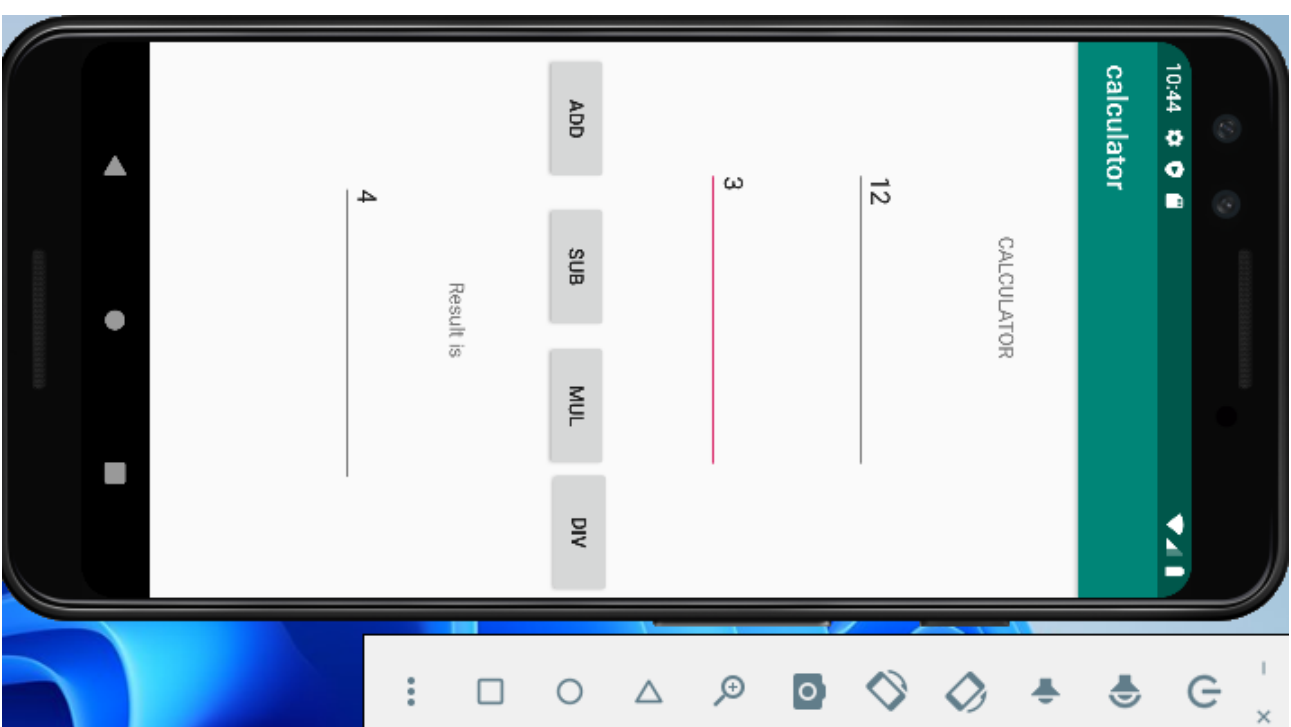 10:44
calculator
CALCULATOR
12
3
ADD SUB MUL DIV
Result is
4